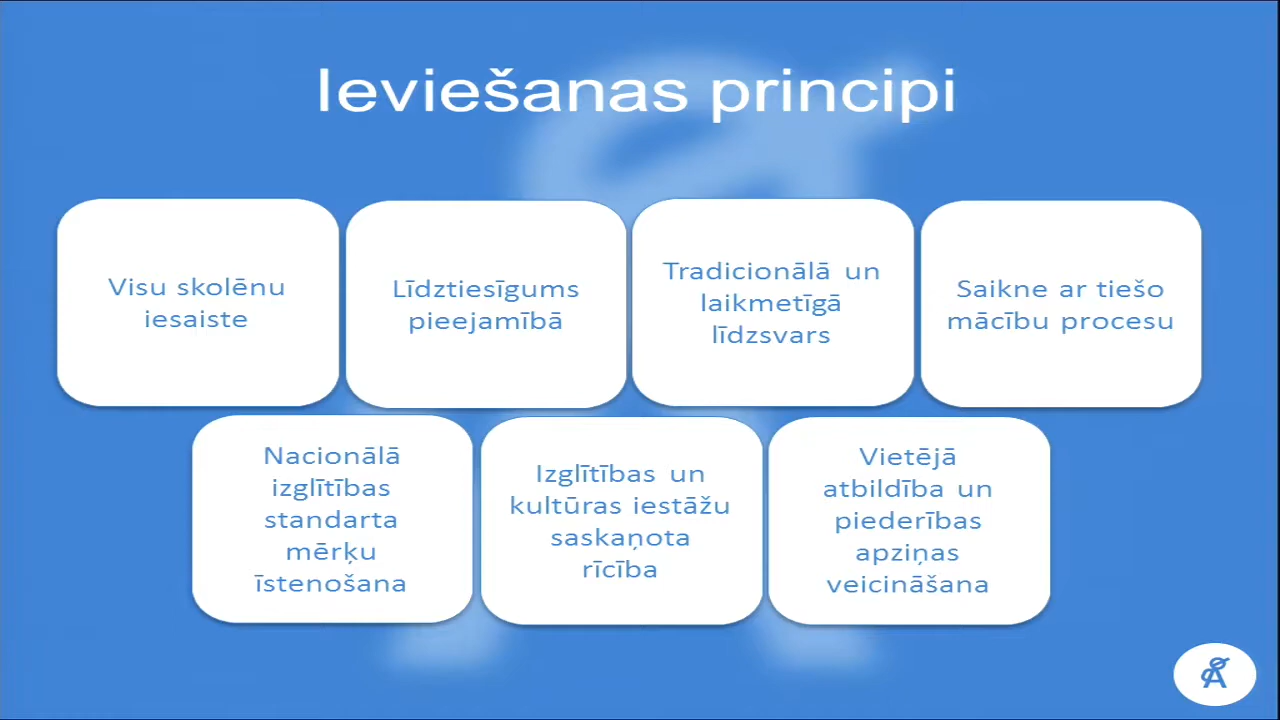 Ieviešanas principi
Visu skolēnu
iesaiste
Līdztiesīgums
pieejamībā
Tradicionālā un
laikmetīgā
līdzsvars
Saikne ar tiešo
mācību procesu
Nacionālā
izglītības
standarta
mērķu
īstenošana
Izglītības un
kultūras iestāžu
saskaņota
rīcība
Vietējā
atbildība un
piederības
apziņas
veicināšana